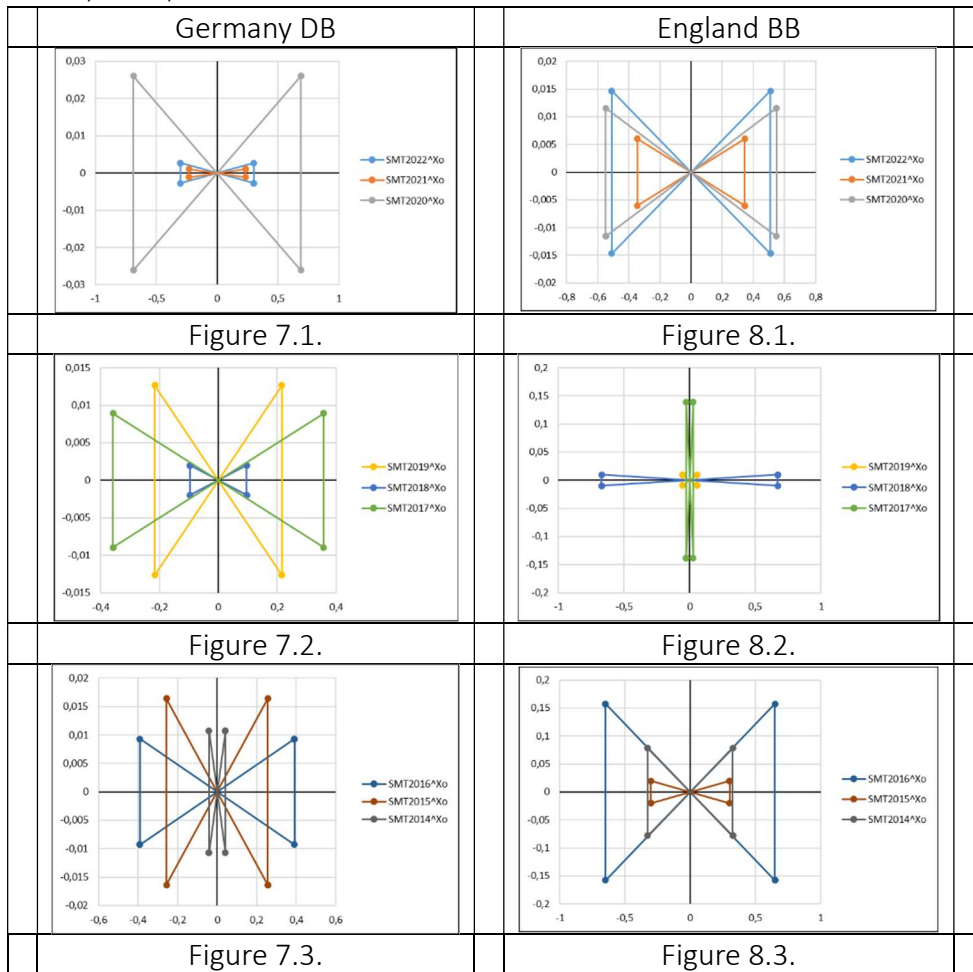 Germany DB
England BB
0,03
0,02
0,01
0
-0,01
-0,02
-0,03
-1 -0,5 0 0,5 1
SMT2022^Xo
SMT2021^Xo
SMT2020^Xo
0,02
0,015
0,01
0,005
0
-0,005
-0,01
-0,015
-0,02
-0,8 -0,6 -0,4 -0,2 0 0,2 0,4 0,6 0,8
SMT2022^Xo
SMT2021^Xo
SMT2020^Xo
Figure 7.1.
Figure 8.1.
0,015
0,01
0,005
0
-0,005
-0,01
-0,015
-0,4 -0,2 0 0,2 0,4
SMT2019^Xo
SMT2018^Xo
SMT2017^Xo
0,2
0,15
0,1
0,05
0
-0,05
-0,1
-0,15
-0,2
-1 -0,5 0 0,5 1
SMT2019^Xo
SMT2018^Xo
SMT2017^Xo
Figure 7.2.
Figure 8.2.
0,02
0,015
0,01
0,005
0
-0,005
-0,01
-0,015
-0,02
-0,6 -0,4 -0,2 0 0,2 0,4 0,6
SMT2016^Xo
SMT2015^Xo
SMT2014^Xo
0,2
0,15
0,1
0,05
0
-0,05
-0,1
-0,15
-0,2
-1 -0,5 0 0,5 1
SMT2016^Xo
SMT2015^Xo
SMT2014^Xo
Figure 7.3.
Figure 8.3.